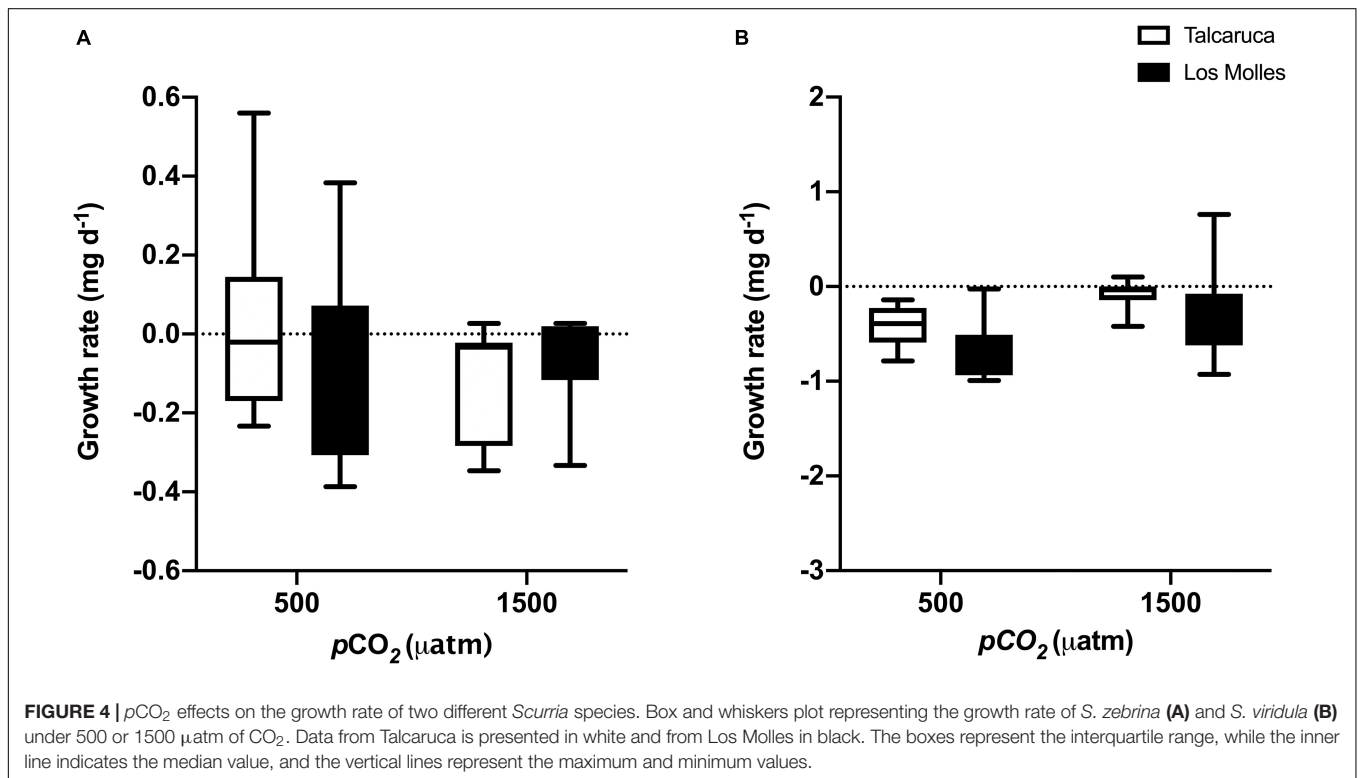 A
B
Talcaruca
Los Molles
0.6
0.4
0.2
0.0
-0.2
-0.4
-0.6
Growth rate (mg d-1)
500
1500
pCO2 (µatm)
2
1
0
-1
-2
-3
Growth rate (mg d-1)
500
1500
pCO2 (µatm)
FIGURE 4 | pCO2 effects on the growth rate of two different Scurria species. Box and whiskers plot representing the growth rate of S. zebrina (A) and S. viridula (B)
under 500 or 1500 µatm of CO2. Data from Talcaruca is presented in white and from Los Molles in black. The boxes represent the interquartile range, while the inner
line indicates the median value, and the vertical lines represent the maximum and minimum values.